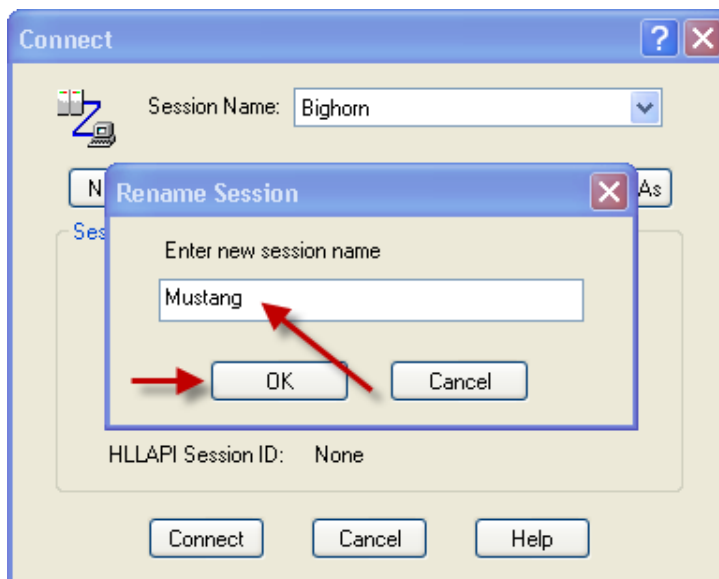 Connect
Session Name: Bighorn
N As
Rename Session
Ses
Enter new session name
Mustang
OK Cancel
HLLAPI Session ID: None
Connect Cancel Help